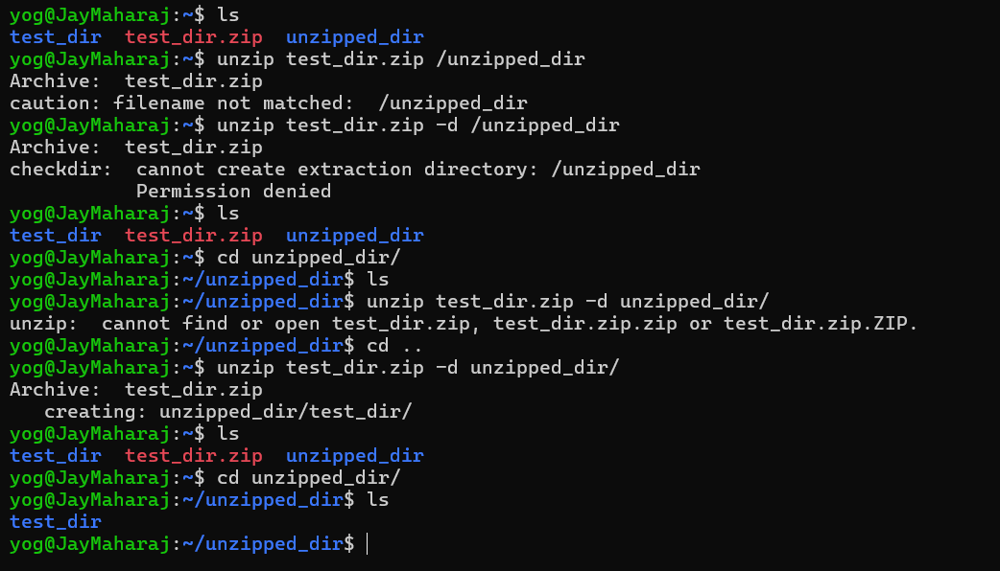 yog@JayMaharaj:~$ ls
test_dir  test_dir.zip  unzipped_dir
yog@JayMaharaj:~$ unzip test_dir.zip /unzipped_dir
Archive:  test_dir.zip
caution: filename not matched:  /unzipped_dir
yog@JayMaharaj:~$ unzip test_dir.zip -d /unzipped_dir
Archive:  test_dir.zip
checkdir:  cannot create extraction directory: /unzipped_dir
           Permission denied
yog@JayMaharaj:~$ ls
test_dir  test_dir.zip  unzipped_dir
yog@JayMaharaj:~$ cd unzipped_dir/
yog@JayMaharaj:~/unzipped_dir$ ls
yog@JayMaharaj:~/unzipped_dir$ unzip test_dir.zip -d unzipped_dir/
unzip:  cannot find or open test_dir.zip, test_dir.zip.zip or test_dir.zip.ZIP.
yog@JayMaharaj:~/unzipped_dir$ cd ..
yog@JayMaharaj:~$ unzip test_dir.zip -d unzipped_dir/
Archive:  test_dir.zip
   creating: unzipped_dir/test_dir/
yog@JayMaharaj:~$ ls
test_dir  test_dir.zip  unzipped_dir
yog@JayMaharaj:~$ cd unzipped_dir/
yog@JayMaharaj:~/unzipped_dir$ ls
test_dir
yog@JayMaharaj:~/unzipped_dir$